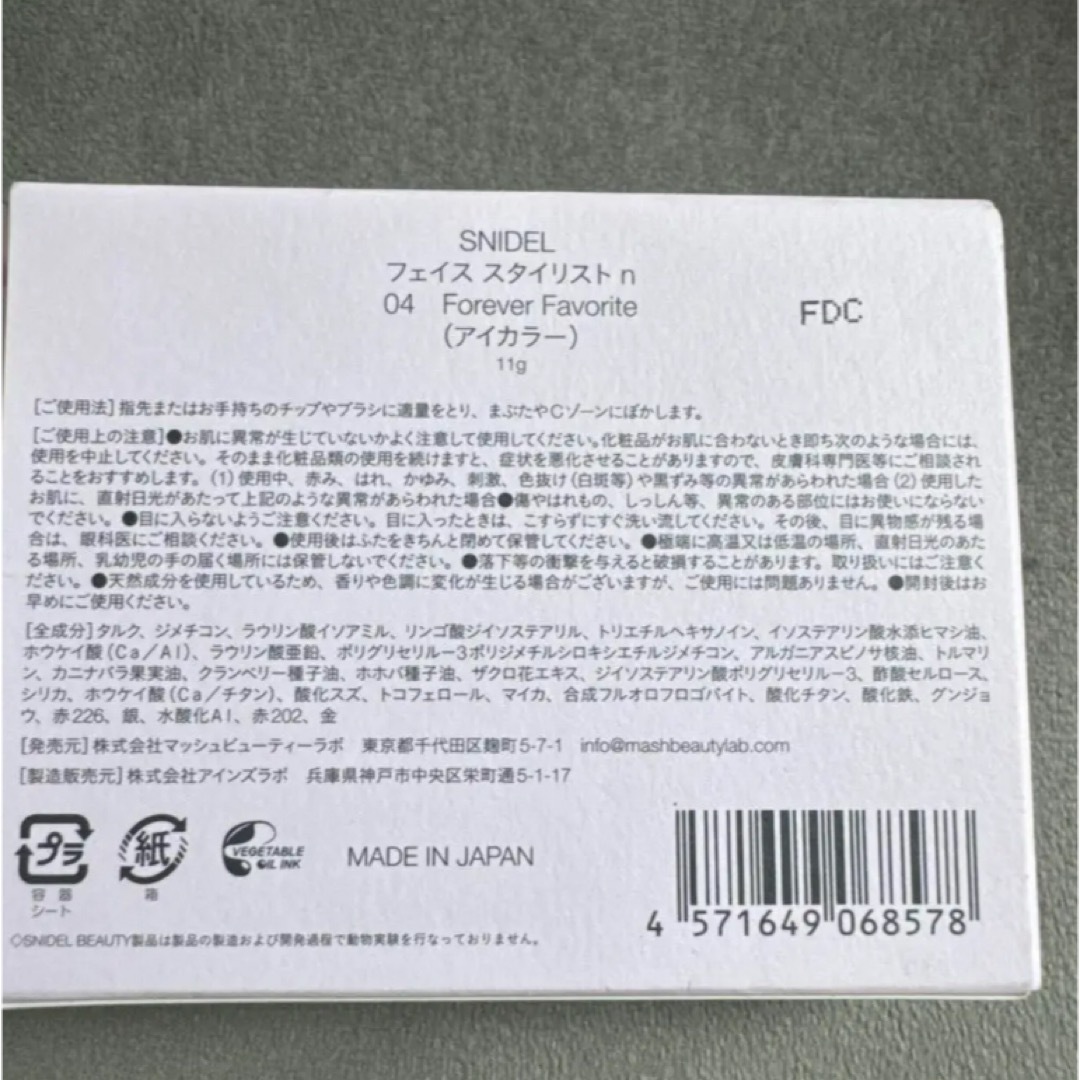 SNIDEL
フェイス スタイリスト n
04 Forever Favorite
（アイカラー）
11g
FDC
［ご使用法］指先またはお手持ちのチップやブラシに適量をとり、まぶたやCゾーンにぼかします。
［ご使用上の注意］●お肌に異常が生じていないかよく注意して使用してください。化粧品がお肌に合わないとき即ち次のような場合には、
使用を中止してください。そのまま化粧品類の使用を続けますと、症状を悪化させることがありますので、皮膚科専門医等にご相談され
ることをおすすめします。（1）使用中、赤み、はれ、かゆみ、刺激、色抜け（白斑等）や黒ずみ等の異常があらわれた場合（2）使用した
お肌に、直射日光があたって上記のような異常があらわれた場合●傷やはれもの、しっしん等、異常のある部位にはお使いにならない
でください。●目に入らないようご注意ください。目に入ったときは、こすらずにすぐ洗い流してください。その後、目に異物感が残る場
合は、眼科医にご相談ください。●使用後はふたをきちんと閉めて保管してください。●極端に高温又は低温の場所、直射日光のあた
る場所、乳幼児の手の届く場所には保管しないでください。●落下等の衝撃を与えると破損することがあります。取り扱いにはご注意く
ださい。●天然成分を使用しているため、香りや色調に変化が生じる場合がございますが、ご使用には問題ありません。●開封後はお
早めにご使用ください。
［全成分］タルク、ジメチコン、ラウリン酸イソアミル、リンゴ酸ジイソステアリル、トリエチルヘキサノイン、イソステアリン酸水添ヒマシ油、
ホウケイ酸（Ca／Al）、ラウリン酸亜鉛、ポリグリセリル－3ポリジメチルシロキシエチルジメチコン、アルガニアスピノサ核油、トルマリ
ン、カニナバラ果実油、クランベリー種子油、ホホバ種子油、ザクロ花エキス、ジイソステアリン酸ポリグリセリル－3、酢酸セルロース、
シリカ、ホウケイ酸（Ca／チタン）、酸化スズ、トコフェロール、マイカ、合成フルオロフロゴパイト、酸化チタン、酸化鉄、グンジョ
ウ、赤226、銀、水酸化Al、赤202、金
［発売元］株式会社マッシュビューティーラボ 東京都千代田区麹町5-7-1 info@mashbeautylab.com
［製造販売元］株式会社アインズラボ 兵庫県神戸市中央区栄町通5-1-17
プラ
容器
シート
紙
箱
VEGETABLE
OIL INK
MADE IN JAPAN
4 571649 068578
◇SNIDEL BEAUTY製品は製品の製造および開発過程で動物実験を行なっておりません。